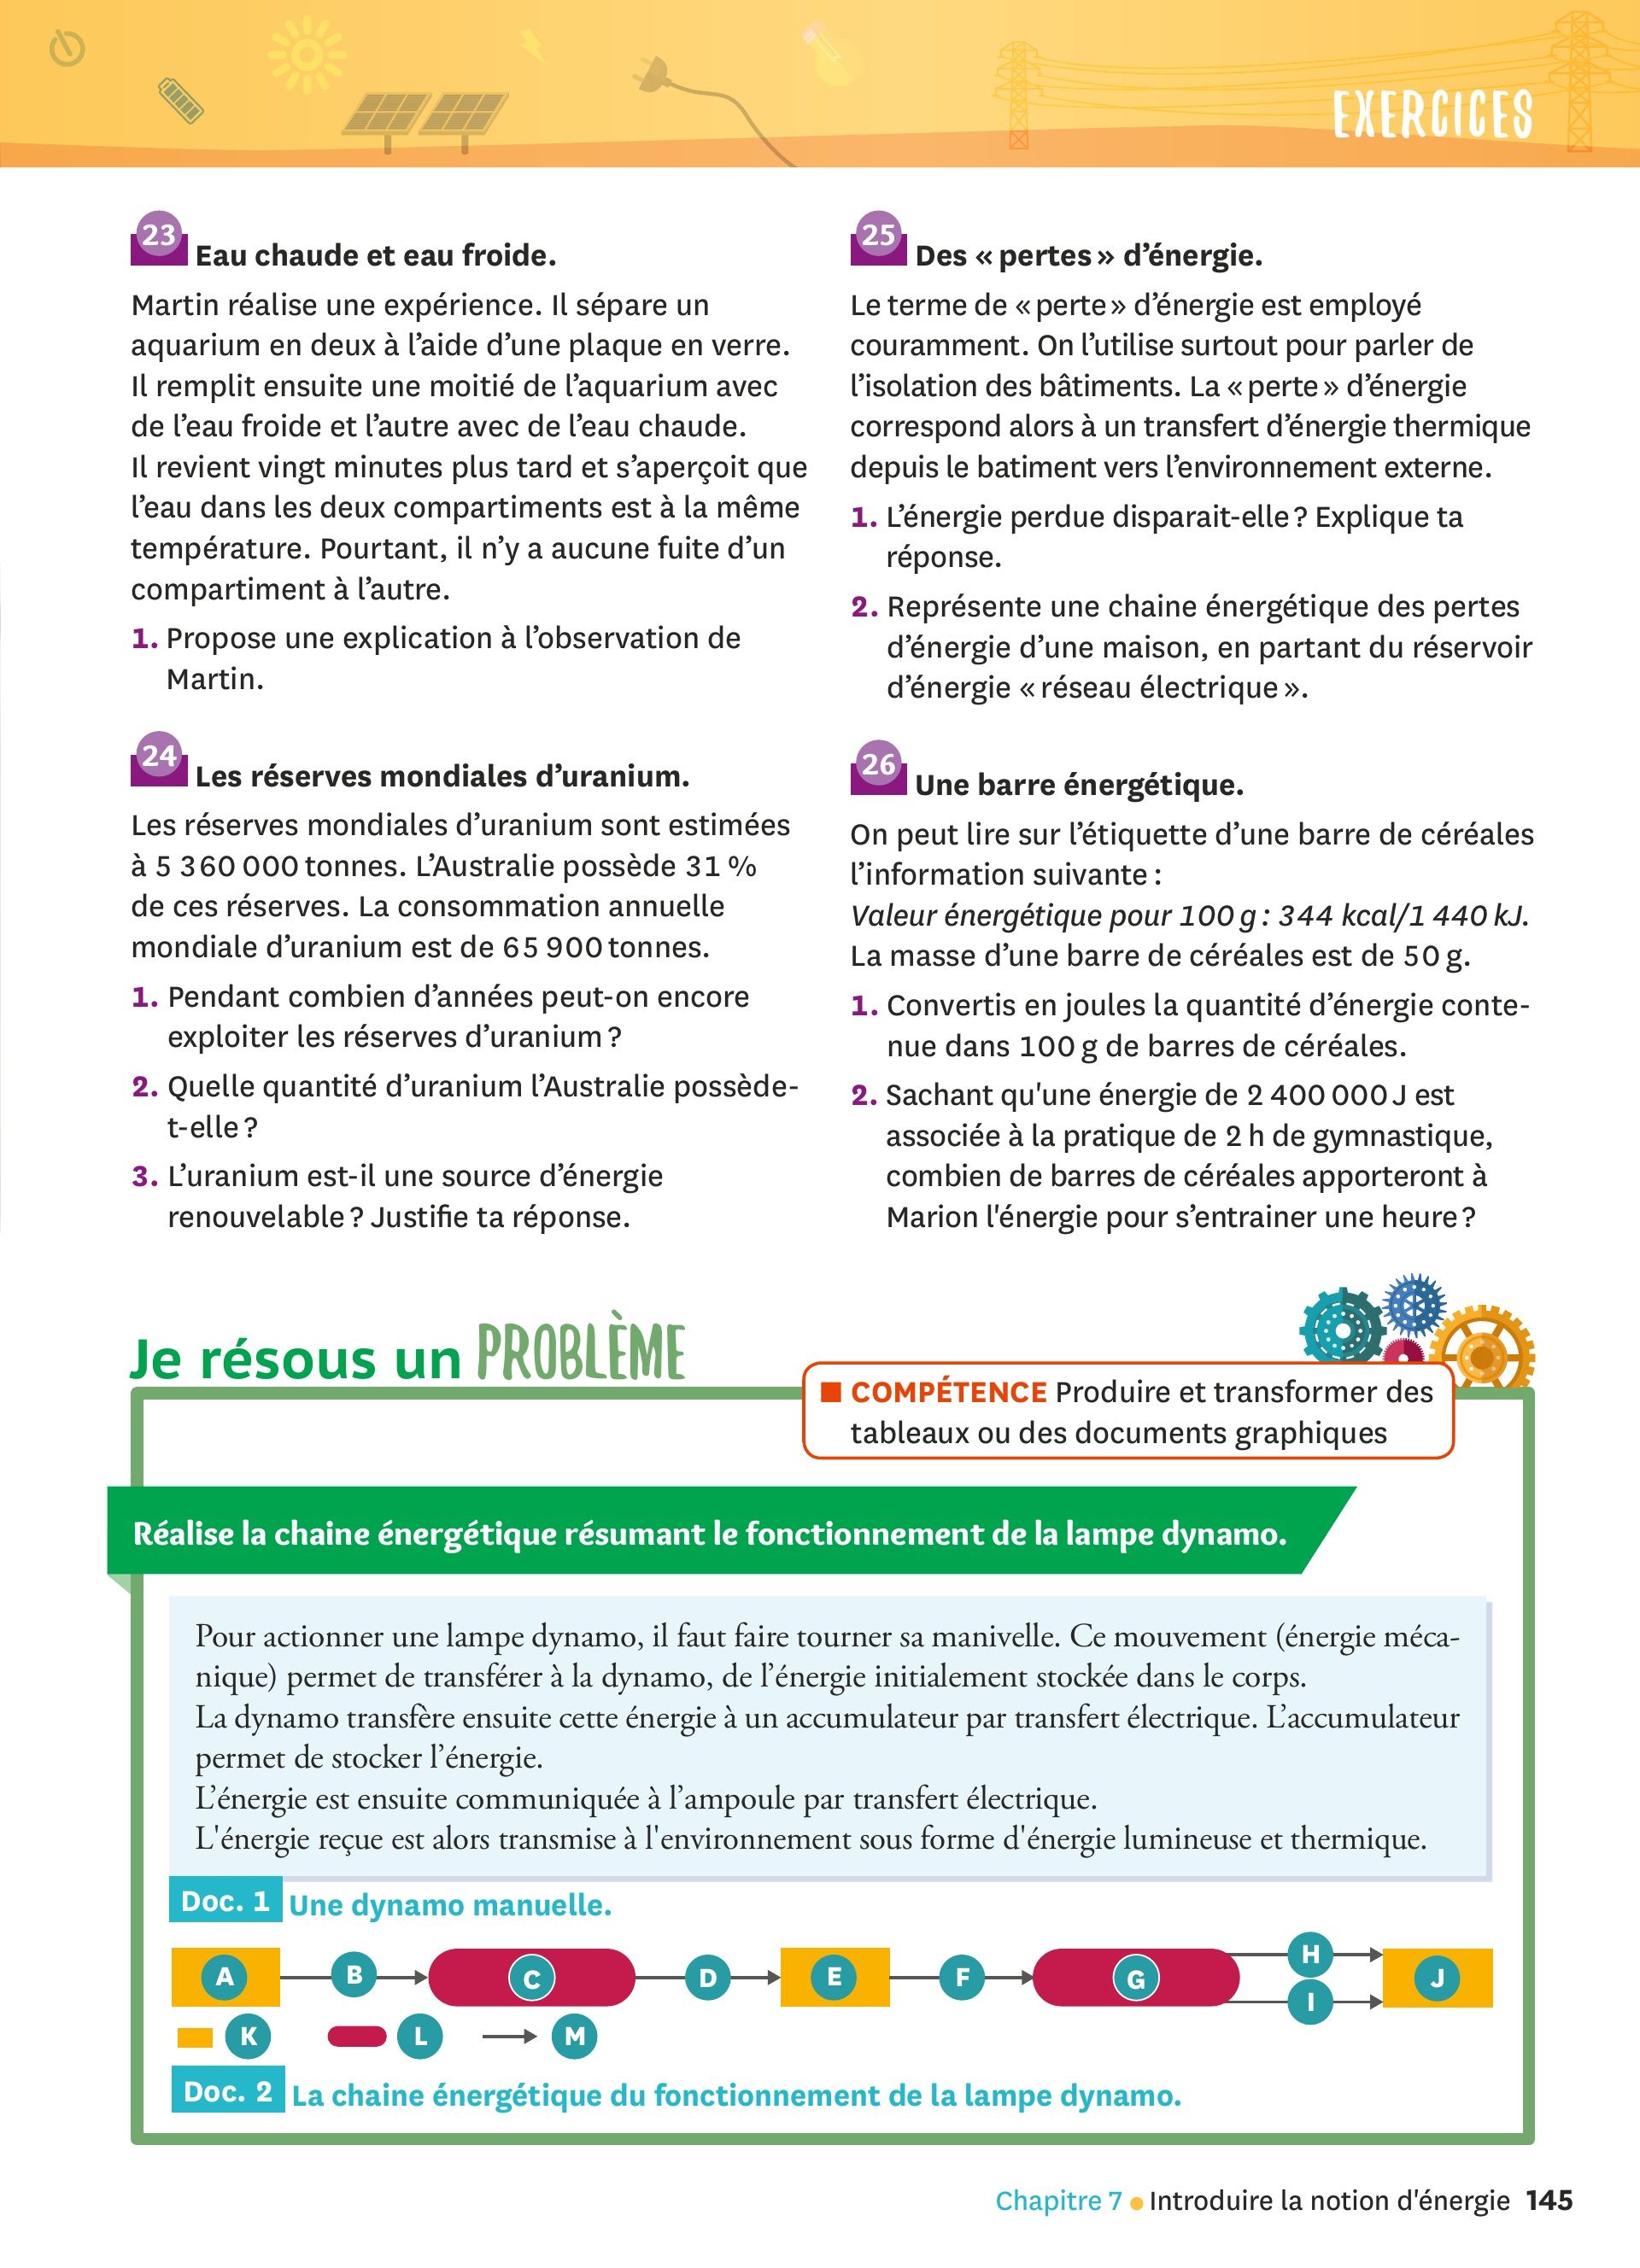 EXERCICES
23 Eau chaude et eau froide.
Martin réalise une expérience. Il sépare un
aquarium en deux à l’aide d’une plaque en verre.
Il remplit ensuite une moitié de l’aquarium avec
de l’eau froide et l’autre avec de l’eau chaude.
Il revient vingt minutes plus tard et s’aperçoit que
l’eau dans les deux compartiments est à la même
température. Pourtant, il n’y a aucune fuite d’un
compartiment à l’autre.
1. Propose une explication à l’observation de
Martin.
24 Les réserves mondiales d’uranium.
Les réserves mondiales d’uranium sont estimées
à 5 360 000 tonnes. L’Australie possède 31 %
de ces réserves. La consommation annuelle
mondiale d’uranium est de 65 900 tonnes.
1. Pendant combien d’années peut-on encore
exploiter les réserves d’uranium ?
2. Quelle quantité d’uranium l’Australie possède-
t-elle ?
3. L’uranium est-il une source d’énergie
renouvelable ? Justifie ta réponse.
25 Des « pertes » d’énergie.
Le terme de « perte » d’énergie est employé
couramment. On l’utilise surtout pour parler de
l’isolation des bâtiments. La « perte » d’énergie
correspond alors à un transfert d’énergie thermique
depuis le batiment vers l’environnement externe.
1. L’énergie perdue disparait-elle ? Explique ta
réponse.
2. Représente une chaine énergétique des pertes
d’énergie d’une maison, en partant du réservoir
d’énergie « réseau électrique ».
26 Une barre énergétique.
On peut lire sur l’étiquette d’une barre de céréales
l’information suivante :
Valeur énergétique pour 100 g : 344 kcal/1 440 kJ.
La masse d’une barre de céréales est de 50 g.
1. Convertis en joules la quantité d’énergie conte-
nue dans 100 g de barres de céréales.
2. Sachant qu'une énergie de 2 400 000 J est
associée à la pratique de 2 h de gymnastique,
combien de barres de céréales apporteront à
Marion l'énergie pour s’entrainer une heure ?
Je résous un PROBLÈME
■ COMPÉTENCE Produire et transformer des
tableaux ou des documents graphiques
Réalise la chaine énergétique résumant le fonctionnement de la lampe dynamo.
Pour actionner une lampe dynamo, il faut faire tourner sa manivelle. Ce mouvement (énergie méca-
nique) permet de transférer à la dynamo, de l’énergie initialement stockée dans le corps.
La dynamo transfère ensuite cette énergie à un accumulateur par transfert électrique. L’accumulateur
permet de stocker l’énergie.
L’énergie est ensuite communiquée à l’ampoule par transfert électrique.
L'énergie reçue est alors transmise à l'environnement sous forme d'énergie lumineuse et thermique.
Doc. 1 Une dynamo manuelle.
A B C D E F G H I J
K L M
Doc. 2 La chaine énergétique du fonctionnement de la lampe dynamo.
Chapitre 7 • Introduire la notion d'énergie 145